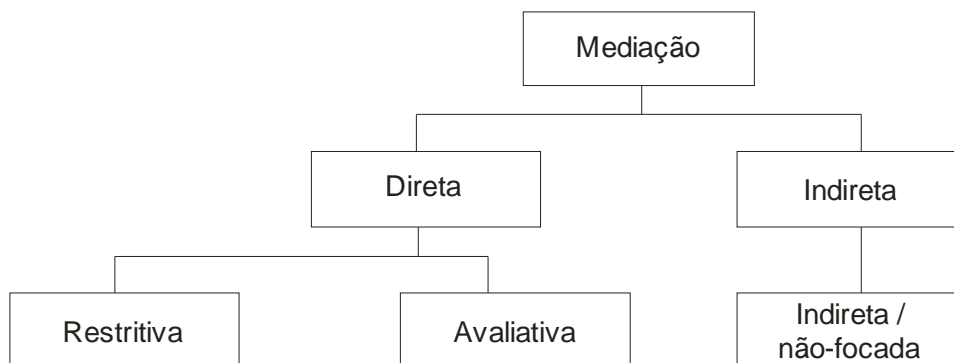 Mediação
Direta
Indireta
Restritiva
Avaliativa
Indireta /
não-focada